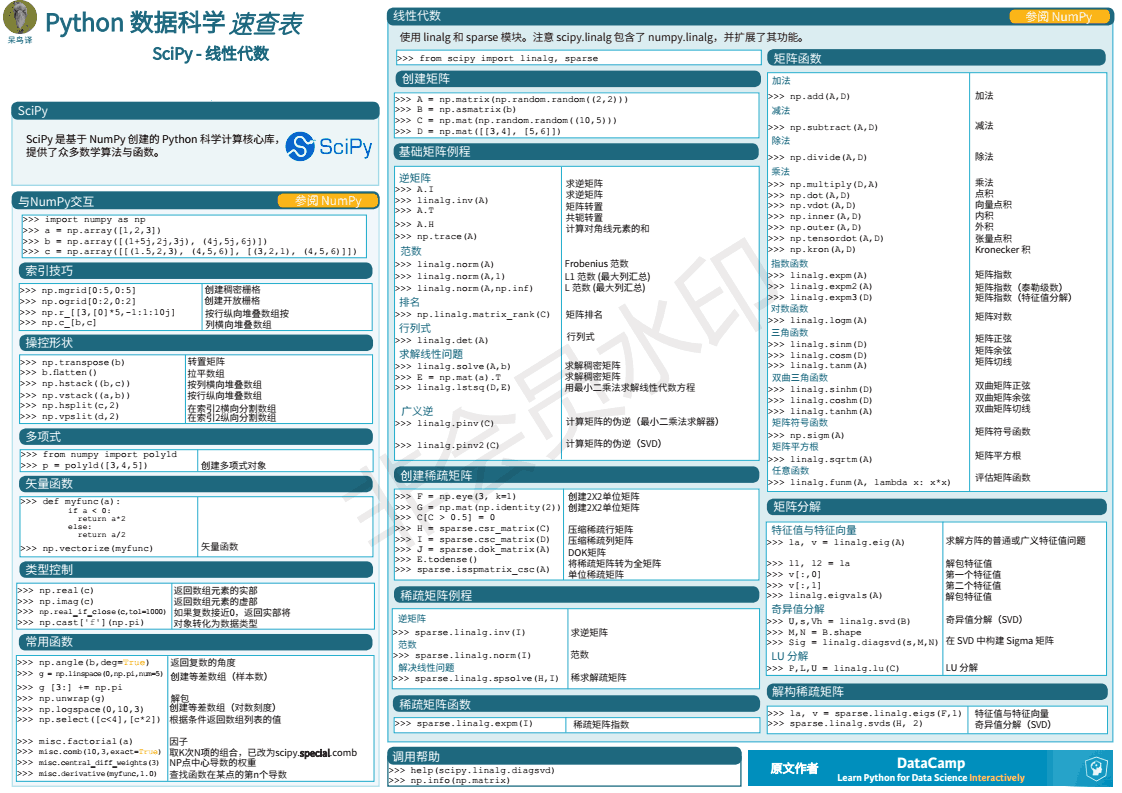 呆鸟译
Python 数据科学 速查表
SciPy - 线性代数
SciPy
SciPy 是基于 NumPy 创建的 Python 科学计算核心库，
提供了众多数学算法与函数。
SciPy
与NumPy交互
参阅 NumPy
>>> import numpy as np
>>> a = np.array([1,2,3])
>>> b = np.array([(1+5j,2j,3j), (4j,5j,6j)])
>>> c = np.array([[(1.5,2,3), (4,5,6)], [(3,2,1), (4,5,6)]])
索引技巧
>>> np.mgrid[0:5,0:5] 创建稠密栅格
>>> np.ogrid[0:2,0:2] 创建开放栅格
>>> np.r_[[3,[0]*5,-1:1:10j] 按行纵向堆叠数组按
>>> np.c_[b,c] 列横向堆叠数组
操控形状
>>> np.transpose(b) 转置矩阵
>>> b.flatten() 拉平数组
>>> np.hstack((b,c)) 按列横向堆叠数组
>>> np.vstack((a,b)) 按行纵向堆叠数组
>>> np.hsplit(c,2) 在索引2横向分割数组
>>> np.vpslit(d,2) 在索引2纵向分割数组
多项式
>>> from numpy import poly1d
>>> p = poly1d([3,4,5]) 创建多项式对象
矢量函数
>>> def myfunc(a):
if a < 0:
return a*2
else:
return a/2
>>> np.vectorize(myfunc) 矢量函数
类型控制
>>> np.real(c) 返回数组元素的实部
>>> np.imag(c) 返回数组元素的虚部
>>> np.real_if_close(c,tol=1000) 如果复数接近0，返回实部将
>>> np.cast['f'](np.pi) 对象转化为数据类型
常用函数
>>> np.angle(b,deg=True) 返回复数的角度
>>> g = np.linspace(0,np.pi,num=5) 创建等差数组（样本数）
>>> g [3:] += np.pi
>>> np.unwrap(g) 解包
>>> np.logspace(0,10,3) 创建等差数组（对数刻度）
>>> np.select([c<4],[c*2]) 根据条件返回数组列表的值
>>> misc.factorial(a) 因子
>>> misc.comb(10,3,exact=True) 取K次N项的组合，已改为scipy.special.comb
>>> misc.central_diff_weights(3) NP点中心导数的权重
>>> misc.derivative(myfunc,1.0) 查找函数在某点的第n个导数
线性代数
参阅 NumPy
使用 linalg 和 sparse 模块。注意 scipy.linalg 包含了 numpy.linalg，并扩展了其功能。
>>> from scipy import linalg, sparse
创建矩阵
>>> A = np.matrix(np.random.random((2,2)))
>>> B = np.asmatrix(b)
>>> C = np.mat(np.random.random((10,5)))
>>> D = np.mat([[3,4], [5,6]])
基础矩阵例程
逆矩阵
>>> A.I 求逆矩阵
>>> linalg.inv(A) 求逆矩阵
>>> A.T 矩阵转置
>>> A.H 共轭转置
>>> np.trace(A) 计算对角线元素的和
范数
>>> linalg.norm(A) Frobenius 范数
>>> linalg.norm(A,1) L1 范数 (最大列汇总)
>>> linalg.norm(A,np.inf) L 范数 (最大列汇总)
排名
>>> np.linalg.matrix_rank(C) 矩阵排名
行列式
>>> linalg.det(A) 行列式
求解线性问题
>>> linalg.solve(A,b) 求解稠密矩阵
>>> E = np.mat(a).T 求解稠密矩阵
>>> linalg.lstsq(D,E) 用最小二乘法求解线性代数方程
广义逆
>>> linalg.pinv(C) 计算矩阵的伪逆（最小二乘法求解器）
>>> linalg.pinv2(C) 计算矩阵的伪逆（SVD）
创建稀疏矩阵
>>> F = np.eye(3, k=1) 创建2X2单位矩阵
>>> G = np.mat(np.identity(2)) 创建2X2单位矩阵
>>> C[C > 0.5] = 0
>>> H = sparse.csr_matrix(C) 压缩稀疏行矩阵
>>> I = sparse.csc_matrix(D) 压缩稀疏列矩阵
>>> J = sparse.dok_matrix(A) DOK矩阵
>>> E.todense() 将稀疏矩阵转为全矩阵
>>> sparse.isspmatrix_csc(A) 单位稀疏矩阵
稀疏矩阵例程
逆矩阵
>>> sparse.linalg.inv(I) 求逆矩阵
范数
>>> sparse.linalg.norm(I) 范数
解决线性问题
>>> sparse.linalg.spsolve(H,I) 稀求解疏矩阵
稀疏矩阵函数
>>> sparse.linalg.expm(I) 稀疏矩阵指数
调用帮助
>>> help(scipy.linalg.diagsvd)
>>> np.info(np.matrix)
矩阵函数
加法
>>> np.add(A,D) 加法
减法
>>> np.subtract(A,D) 减法
除法
>>> np.divide(A,D) 除法
乘法
>>> np.multiply(D,A) 乘法
>>> np.dot(A,D) 点积
>>> np.vdot(A,D) 向量点积
>>> np.inner(A,D) 内积
>>> np.outer(A,D) 外积
>>> np.tensordot(A,D) 张量点积
>>> np.kron(A,D) Kronecker 积
指数函数
>>> linalg.expm(A) 矩阵指数
>>> linalg.expm2(A) 矩阵指数（泰勒级数）
>>> linalg.expm3(D) 矩阵指数（特征值分解）
对数函数
>>> linalg.logm(A) 矩阵对数
三角函数
>>> linalg.sinm(D) 矩阵正弦
>>> linalg.cosm(D) 矩阵余弦
>>> linalg.tanm(A) 矩阵切线
双曲三角函数
>>> linalg.sinhm(D) 双曲矩阵正弦
>>> linalg.coshm(D) 双曲矩阵余弦
>>> linalg.tanhm(A) 双曲矩阵切线
矩阵符号函数
>>> np.sigm(A) 矩阵符号函数
矩阵平方根
>>> linalg.sqrtm(A) 矩阵平方根
任意函数
>>> linalg.funm(A, lambda x: x*x) 评估矩阵函数
矩阵分解
特征值与特征向量
>>> la, v = linalg.eig(A) 求解方阵的普通或广义特征值问题
>>> l1, l2 = la 解包特征值
>>> v[:,0] 第一个特征值
>>> v[:,1] 第二个特征值
>>> linalg.eigvals(A) 解包特征值
奇异值分解
>>> U,s,Vh = linalg.svd(B) 奇异值分解（SVD）
>>> M,N = B.shape
>>> Sig = linalg.diagsvd(s,M,N) 在 SVD 中构建 Sigma 矩阵
LU 分解
>>> P,L,U = linalg.lu(C) LU 分解
解构稀疏矩阵
>>> la, v = sparse.linalg.eigs(F,1) 特征值与特征向量
>>> sparse.linalg.svds(H, 2) 奇异值分解（SVD）
原文作者
DataCamp
Learn Python for Data Science Interactively
非会员水印